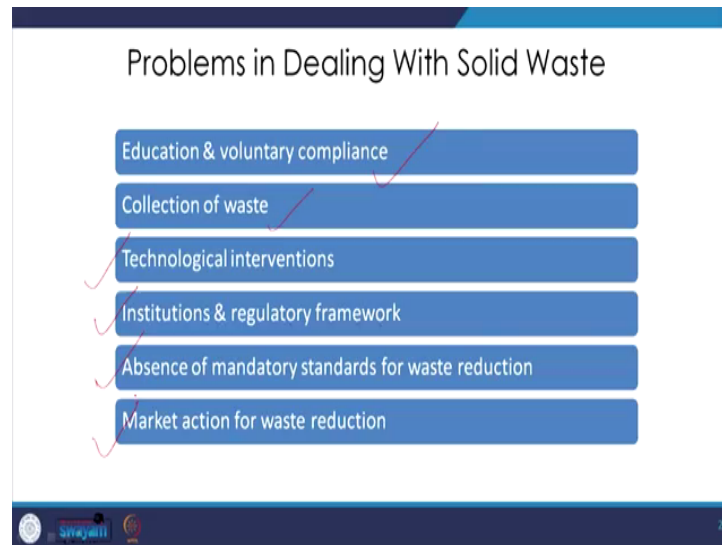 Problems in Dealing With Solid Waste
Education & voluntary compliance
Collection of waste
Technological interventions
Institutions & regulatory framework
Absence of mandatory standards for waste reduction
Market action for waste reduction
swayam
2